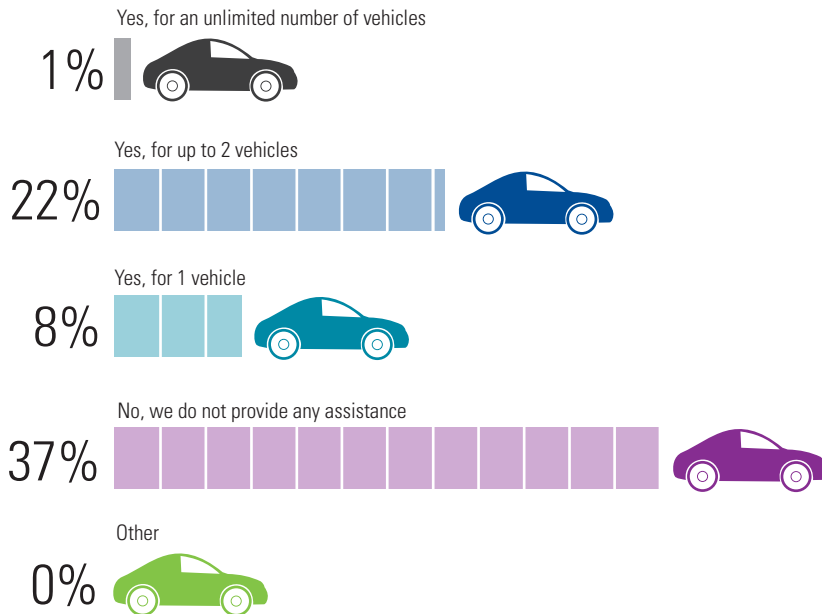 Yes, for an unlimited number of vehicles
1%
Yes, for up to 2 vehicles
22%
Yes, for 1 vehicle
8%
No, we do not provide any assistance
37%
Other
0%